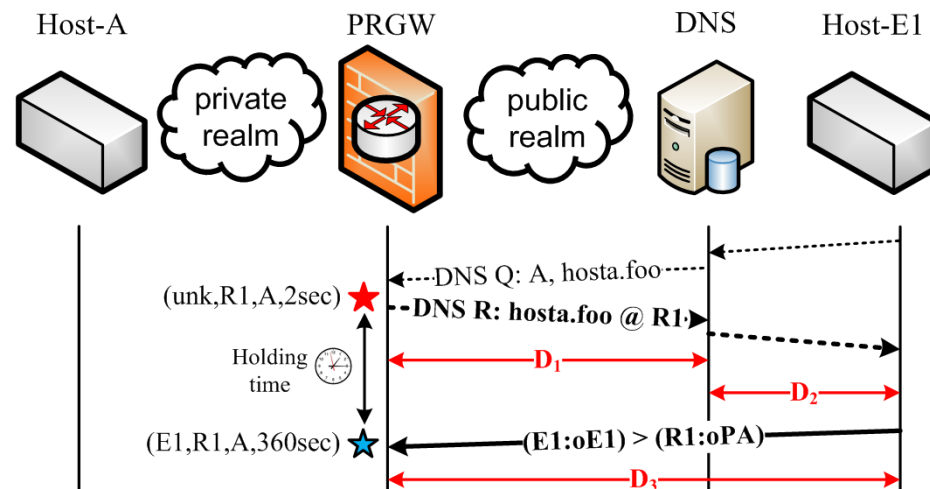 Host-A
PRGW
DNS
Host-E1
private
realm
public
realm
DNS Q: A, hosta.foo
(unk,R1,A,2sec)
DNS R: hosta.foo @ R1
Holding
time
D1
D2
(E1,R1,A,360sec)
(E1:oE1) > (R1:oPA)
D3